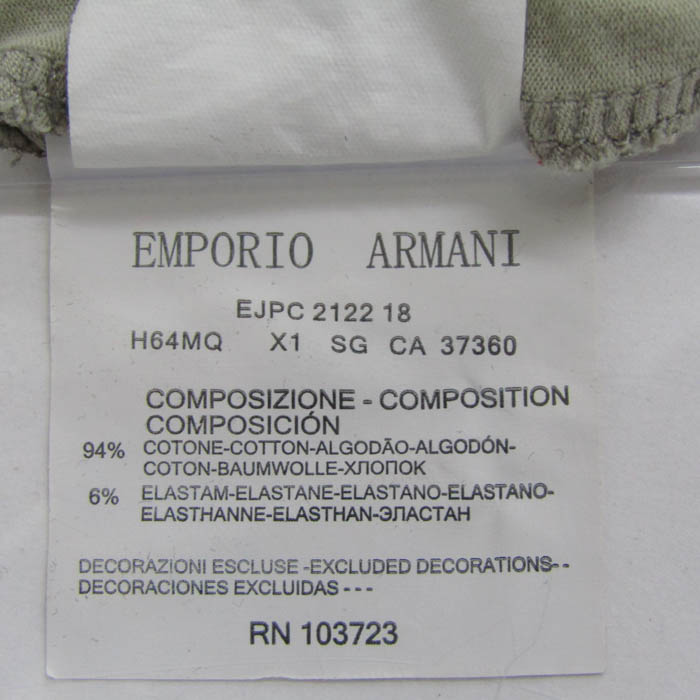 EMPORIO ARMANI
EJPC 2122 18
H64MQ X1 SG CA 37360
COMPOSIZIONE - COMPOSITION
COMPOSICIÓN
94% COTONE-COTTON-ALGODÃO-ALGODÓN-
COTON-BAUMWOLLE-ХЛОПОК
6% ELASTAM-ELASTANE-ELASTANO-ELASTANO-
ELASTHANNE-ELASTHAN-ЭЛАСТАН
DECORAZIONI ESCLUSE -EXCLUDED DECORATIONS--
DECORACIONES EXCLUIDAS ---
RN 103723